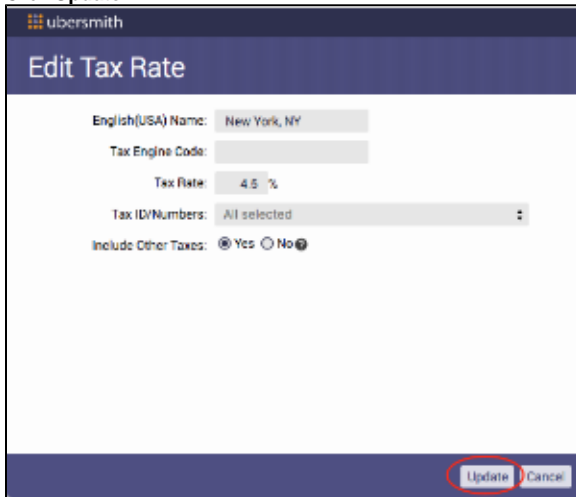 ubersmith
Edit Tax Rate
English(USA) Name: New York, NY
Tax Engine Code:
Tax Rate: 4.5 %
Tax ID/Numbers: All selected
Include Other Taxes: Yes No ?
Update Cancel